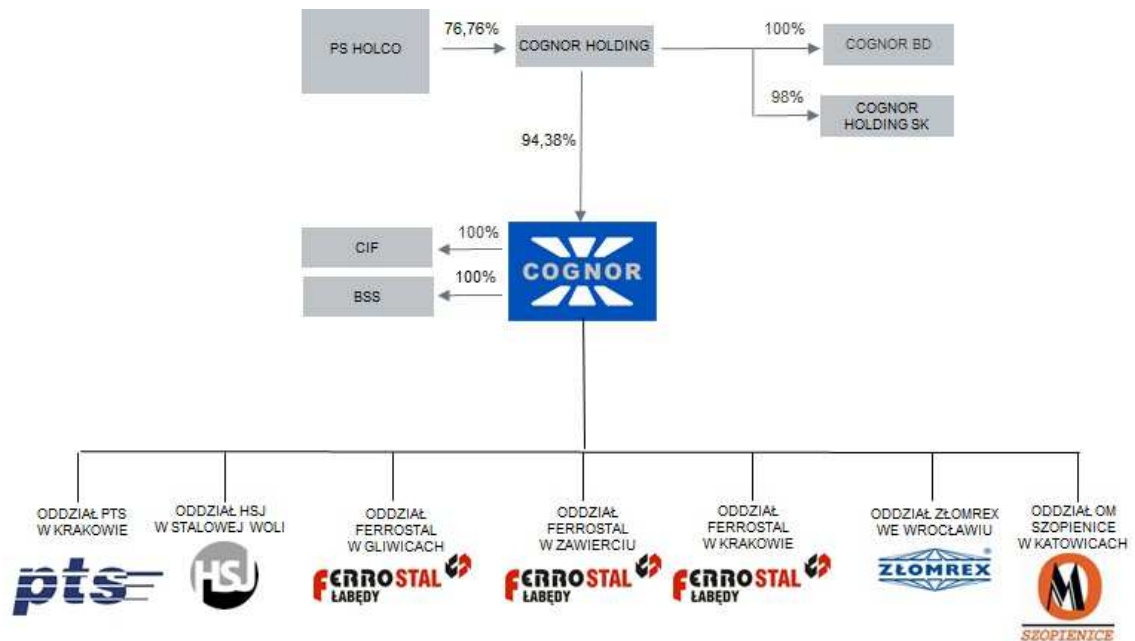 PS HOLCO
76,76%
COGNOR HOLDING
100%
COGNOR BD
98%
COGNOR
HOLDING SK
94,38%
CIF
100%
BSS
100%
COGNOR
ODDZIAŁ PTS
W KRAKOWIE
pts
ODDZIAŁ HSJ
W STALOWEJ WOLI
HSJ
ODDZIAŁ
FERROSTAL
W GLIWICACH
FERROSTAL
ŁABĘDY
ODDZIAŁ
FERROSTAL
W ZAWIERCIU
FERROSTAL
ŁABĘDY
ODDZIAŁ
FERROSTAL
W KRAKOWIE
FERROSTAL
ŁABĘDY
ODDZIAŁ ZŁOMREX
WE WROCŁAWIU
ZŁOMREX®
ODDZIAŁ OM
SZOPIENICE
W KATOWICACH
M
SZOPIENICE